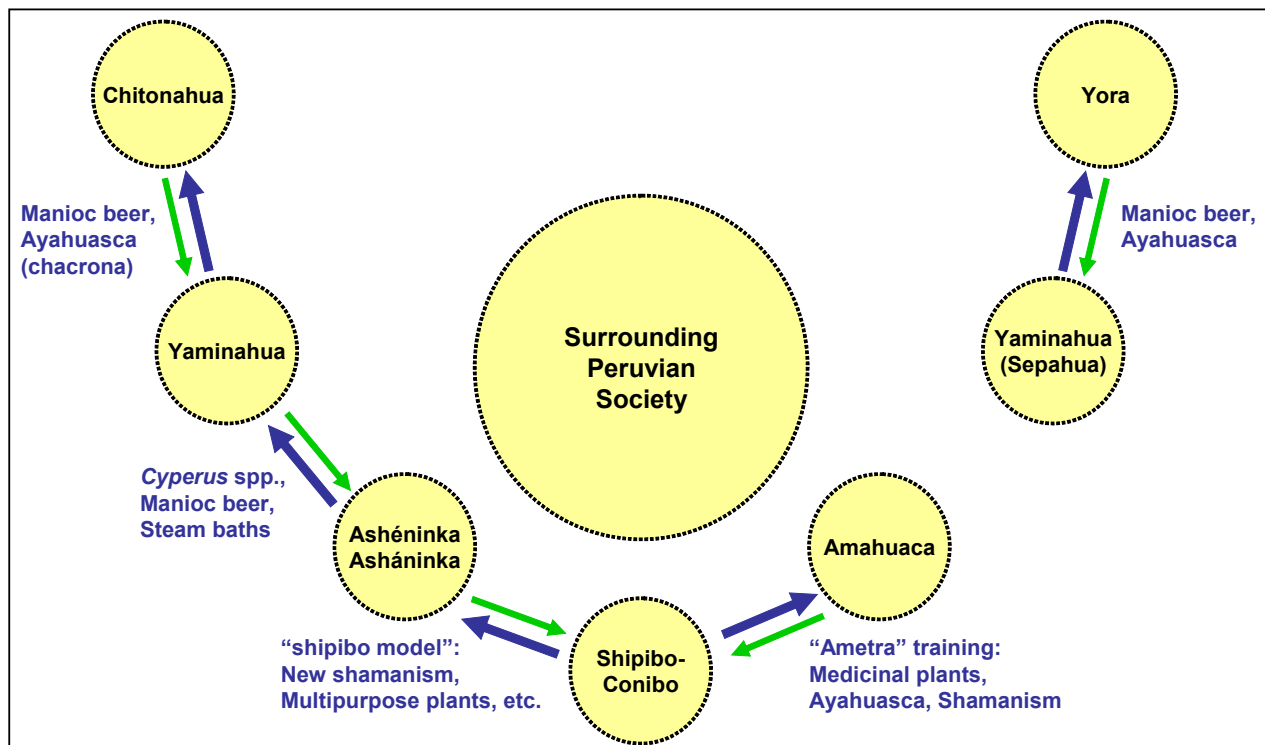 Chitonahua
Yora
Manioc beer,
Ayahuasca
(chacrona)
Manioc beer,
Ayahuasca
Yaminahua
Surrounding
Peruvian
Society
Yaminahua
(Sepahua)
Cyperus spp.,
Manioc beer,
Steam baths
Ashéninka
Asháninka
Amahuaca
“shipibo model”:
New shamanism,
Multipurpose plants, etc.
Shipibo-
Conibo
“Ametra” training:
Medicinal plants,
Ayahuasca, Shamanism